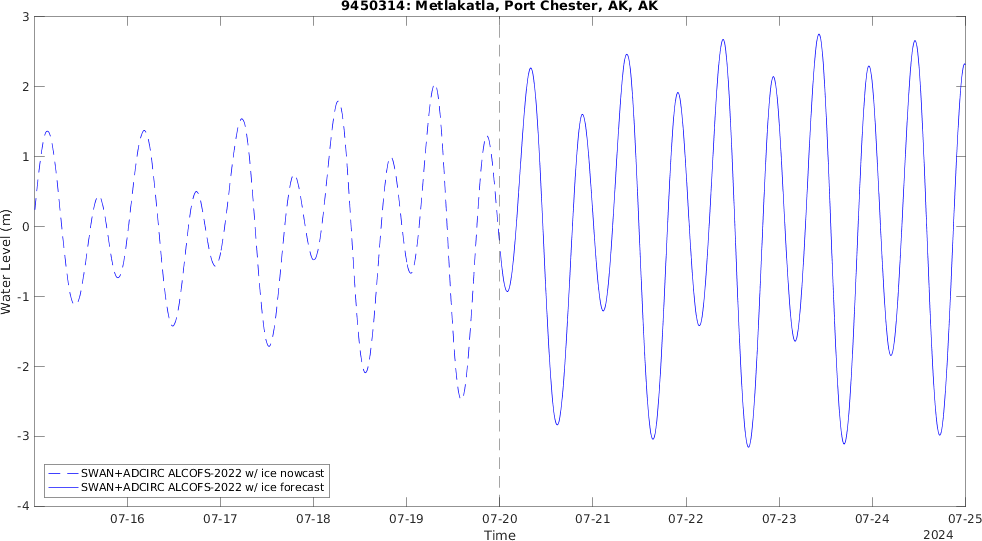 9450314: Metlakatla, Port Chester, AK, AK
3
2
1
0
-1
-2
-3
-4
Water Level (m)
SWAN+ADCIRC ALCOFS-2022 w/ ice nowcast
SWAN+ADCIRC ALCOFS-2022 w/ ice forecast
07-16 07-17 07-18 07-19 07-20 07-21 07-22 07-23 07-24 07-25
Time
2024